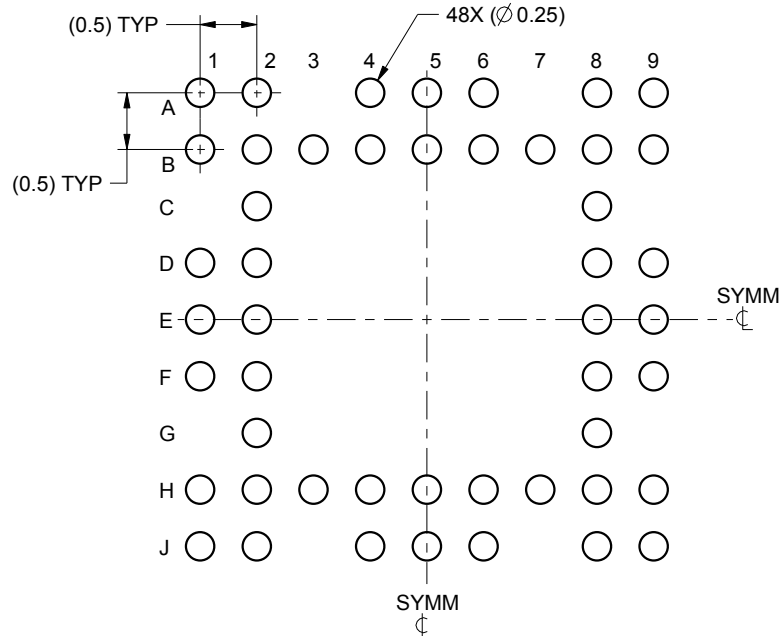 (0.5) TYP
48X (∅ 0.25)
1 2 3 4 5 6 7 8 9
A
B
(0.5) TYP
C
D
SYMM
℄
E
F
G
H
J
SYMM
℄